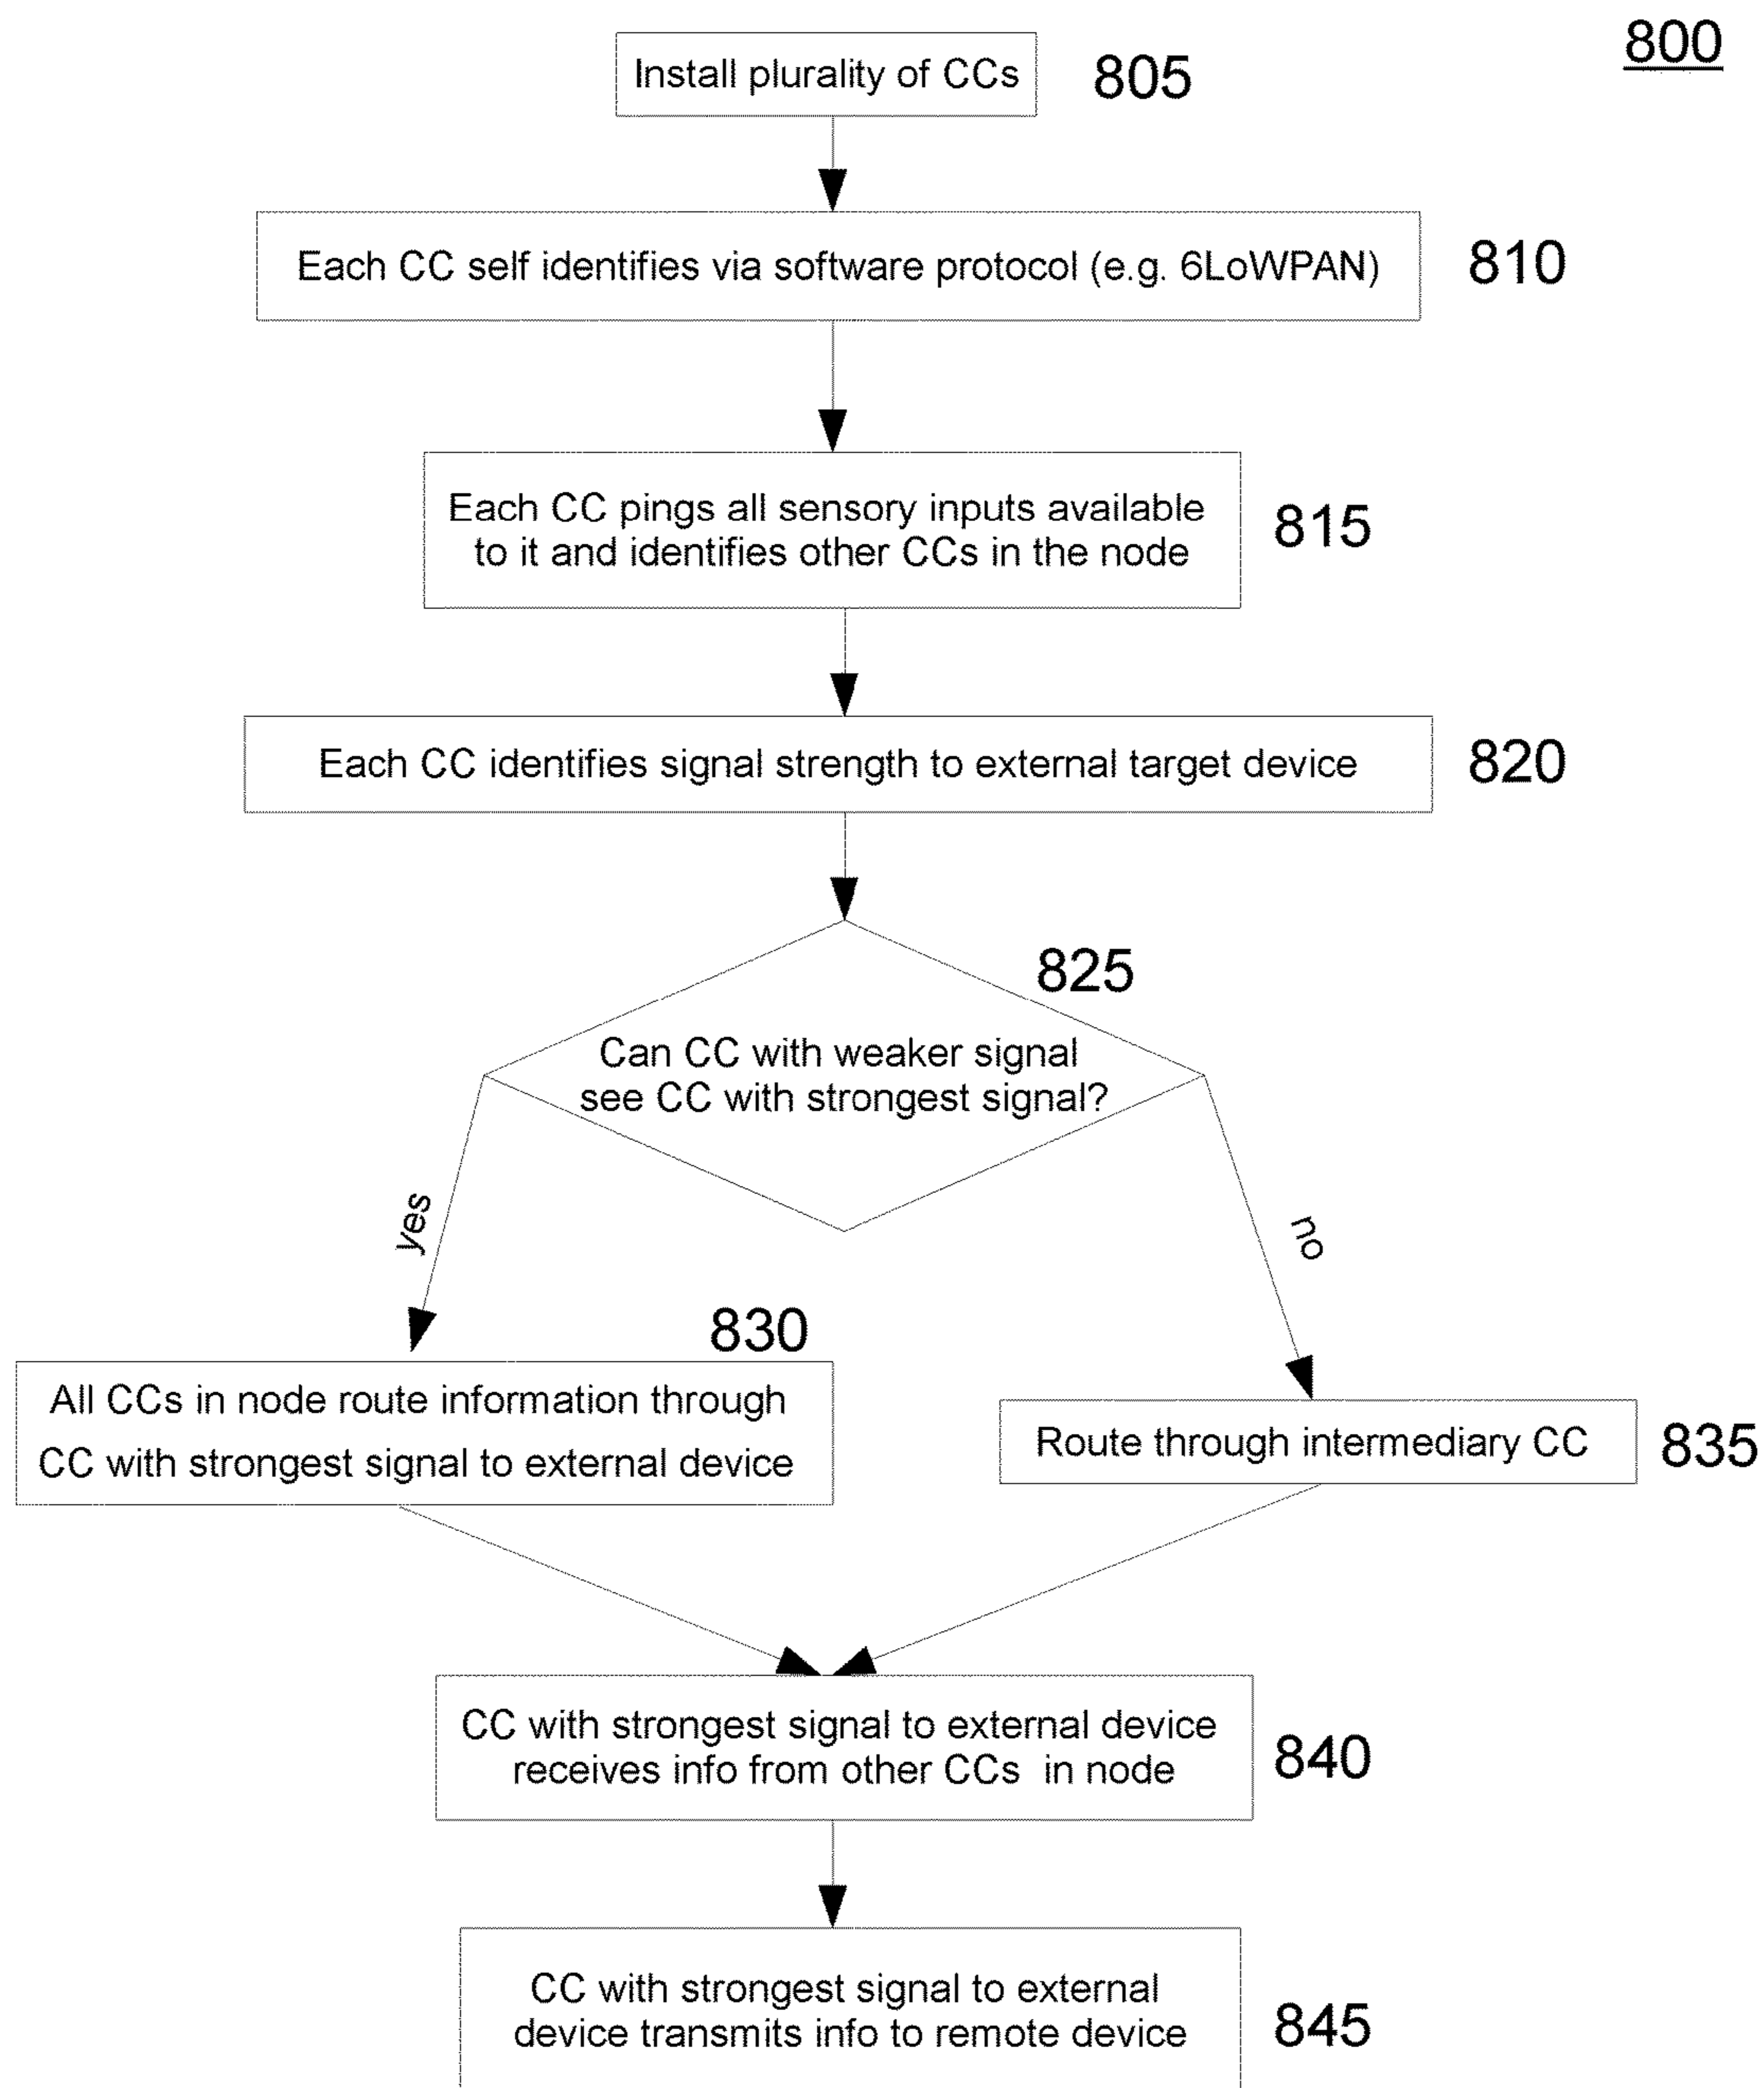 800
Install plurality of CCs
805
Each CC self identifies via software protocol (e.g. 6LoWPAN)
810
Each CC pings all sensory inputs available
to it and identifies other CCs in the node
815
Each CC identifies signal strength to external target device
820
825
Can CC with weaker signal
see CC with strongest signal?
yes
no
830
All CCs in node route information through
CC with strongest signal to external device
Route through intermediary CC
835
CC with strongest signal to external device
receives info from other CCs in node
840
CC with strongest signal to external
device transmits info to remote device
845